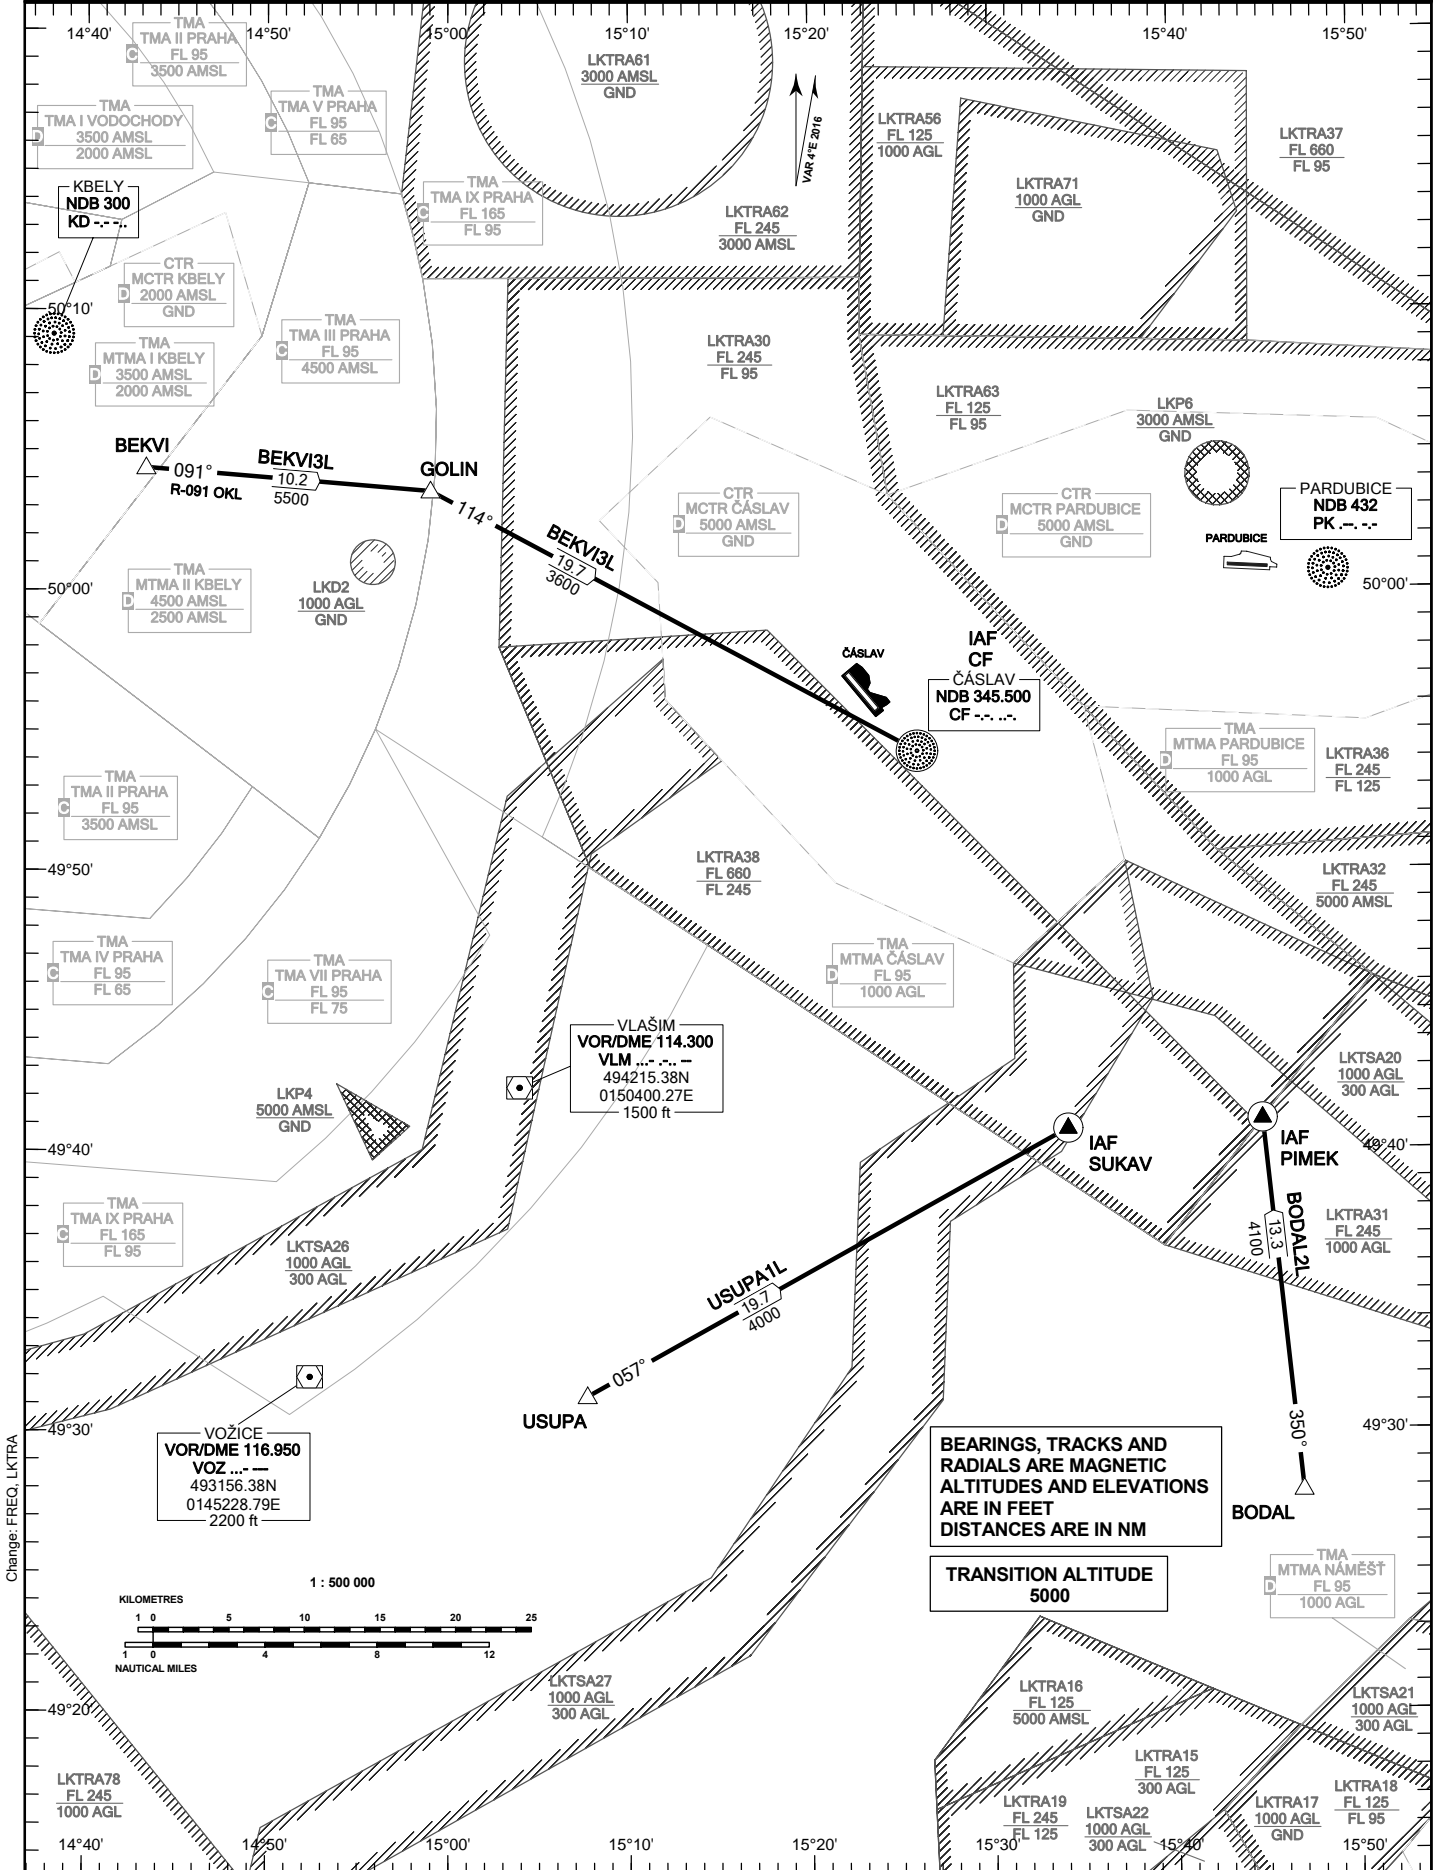 14°40'
14°50'
15°00'
15°10'
15°20'
15°40'
15°50'
TMA
TMA II PRAHA
C
FL 95
3500 AMSL
TMA
TMA I VODOCHODY
D
3500 AMSL
2000 AMSL
TMA
TMA V PRAHA
C
FL 95
FL 65
LKTRA61
3000 AMSL
GND
VAR 4°E 2016
LKTRA56
FL 125
1000 AGL
LKTRA37
FL 660
FL 95
KBELY
NDB 300
KD -.- -..
TMA
TMA IX PRAHA
C
FL 165
FL 95
LKTRA62
FL 245
3000 AMSL
LKTRA71
1000 AGL
GND
CTR
MCTR KBELY
D
2000 AMSL
GND
50°10'
TMA
MTMA I KBELY
D
3500 AMSL
2000 AMSL
TMA
TMA III PRAHA
C
FL 95
4500 AMSL
LKTRA30
FL 245
FL 95
LKTRA63
FL 125
FL 95
LKP6
3000 AMSL
GND
BEKVI
091°
R-091 OKL
BEKVI3L
10.2
5500
GOLIN
114°
BEKVI3L
19.7
3600
CTR
MCTR ČÁSLAV
D
5000 AMSL
GND
CTR
MCTR PARDUBICE
D
5000 AMSL
GND
PARDUBICE
NDB 432
PK .--. -.-
PARDUBICE
TMA
MTMA II KBELY
D
4500 AMSL
2500 AMSL
LKD2
1000 AGL
GND
50°00'
50°00'
ČÁSLAV
IAF
CF
ČÁSLAV
NDB 345.500
CF -.-. ..-.
TMA
MTMA PARDUBICE
D
FL 95
1000 AGL
LKTRA36
FL 245
FL 125
TMA
TMA II PRAHA
C
FL 95
3500 AMSL
49°50'
LKTRA38
FL 660
FL 245
LKTRA32
FL 245
5000 AMSL
TMA
TMA IV PRAHA
C
FL 95
FL 65
TMA
TMA VII PRAHA
C
FL 95
FL 75
TMA
MTMA ČÁSLAV
D
FL 95
1000 AGL
VLAŠIM
VOR/DME 114.300
VLM ...- .-.. --
494215.38N
0150400.27E
1500 ft
LKP4
5000 AMSL
GND
LKTSA20
1000 AGL
300 AGL
49°40'
IAF
SUKAV
IAF
PIMEK
49°40'
TMA
TMA IX PRAHA
C
FL 165
FL 95
LKTSA26
1000 AGL
300 AGL
BODAL2L
13.3
4100
LKTRA31
FL 245
1000 AGL
USUPA1L
19.7
4000
057°
USUPA
350°
BODAL
49°30'
49°30'
VOŽICE
VOR/DME 116.950
VOZ ...- --- --..
493156.38N
0145228.79E
2200 ft
BEARINGS, TRACKS AND
RADIALS ARE MAGNETIC
ALTITUDES AND ELEVATIONS
ARE IN FEET
DISTANCES ARE IN NM
TRANSITION ALTITUDE
5000
TMA
MTMA NÁMĚŠŤ
D
FL 95
1000 AGL
Change: FREQ, LKTRA
1 : 500 000
KILOMETRES
1 0 5 10 15 20 25
1 0 4 8 12
NAUTICAL MILES
49°20'
LKTSA27
1000 AGL
300 AGL
LKTRA16
FL 125
5000 AMSL
LKTSA21
1000 AGL
300 AGL
LKTRA15
FL 125
300 AGL
LKTRA78
FL 245
1000 AGL
LKTRA19
FL 245
FL 125
LKTSA22
1000 AGL
300 AGL
LKTRA17
1000 AGL
GND
LKTRA18
FL 125
FL 95
14°40'
14°50'
15°00'
15°10'
15°20'
15°30'
15°40'
15°50'